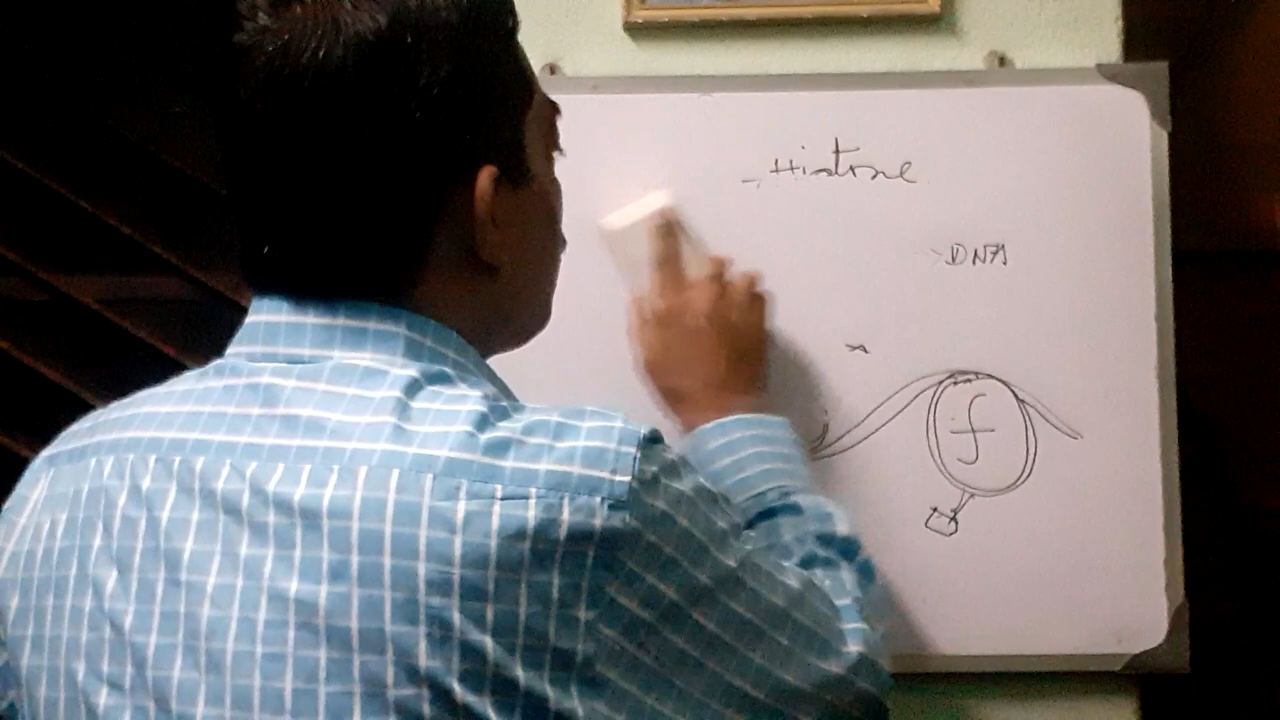 - Histone
→ DNA
f